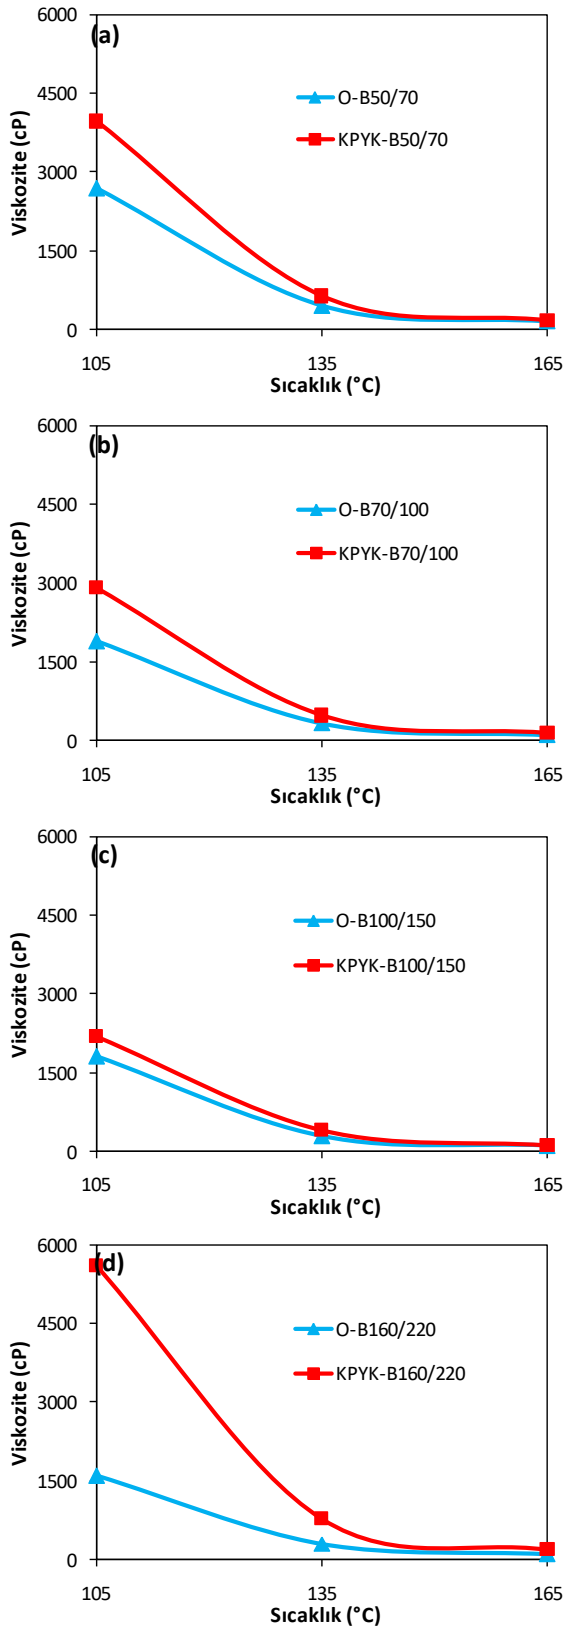 (a)
6000
4500
3000
1500
0
Viskozite (cP)
O-B50/70
KPYK-B50/70
105
135
165
Sıcaklık (°C)
(b)
6000
4500
3000
1500
0
Viskozite (cP)
O-B70/100
KPYK-B70/100
105
135
165
Sıcaklık (°C)
(c)
6000
4500
3000
1500
0
Viskozite (cP)
O-B100/150
KPYK-B100/150
105
135
165
Sıcaklık (°C)
(d)
6000
4500
3000
1500
0
Viskozite (cP)
O-B160/220
KPYK-B160/220
105
135
165
Sıcaklık (°C)